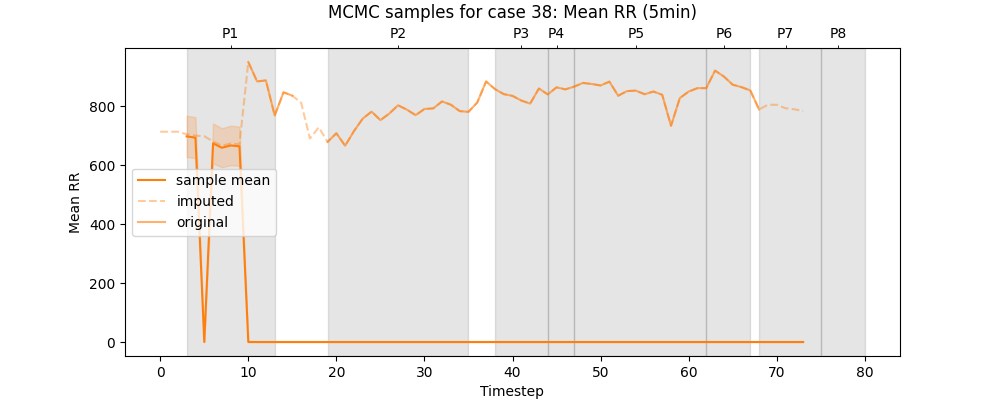 MCMC samples for case 38: Mean RR (5min)
P1 P2 P3 P4 P5 P6 P7 P8
800
600
400
200
0
Mean RR
sample mean
imputed
original
0 10 20 30 40 50 60 70 80
Timestep